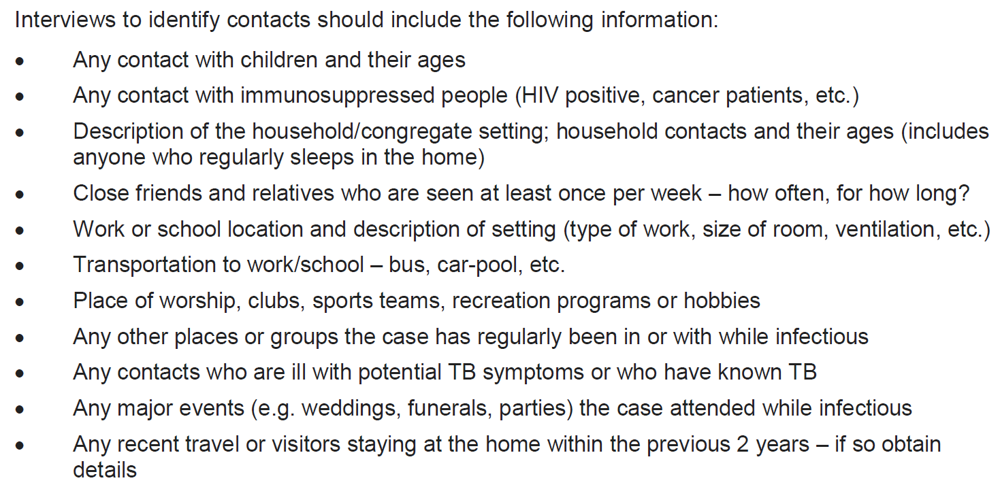 Interviews to identify contacts should include the following information:
• Any contact with children and their ages
• Any contact with immunosuppressed people (HIV positive, cancer patients, etc.)
• Description of the household/congregate setting; household contacts and their ages (includes
anyone who regularly sleeps in the home)
• Close friends and relatives who are seen at least once per week – how often, for how long?
• Work or school location and description of setting (type of work, size of room, ventilation, etc.)
• Transportation to work/school – bus, car-pool, etc.
• Place of worship, clubs, sports teams, recreation programs or hobbies
• Any other places or groups the case has regularly been in or with while infectious
• Any contacts who are ill with potential TB symptoms or who have known TB
• Any major events (e.g. weddings, funerals, parties) the case attended while infectious
• Any recent travel or visitors staying at the home within the previous 2 years – if so obtain
details